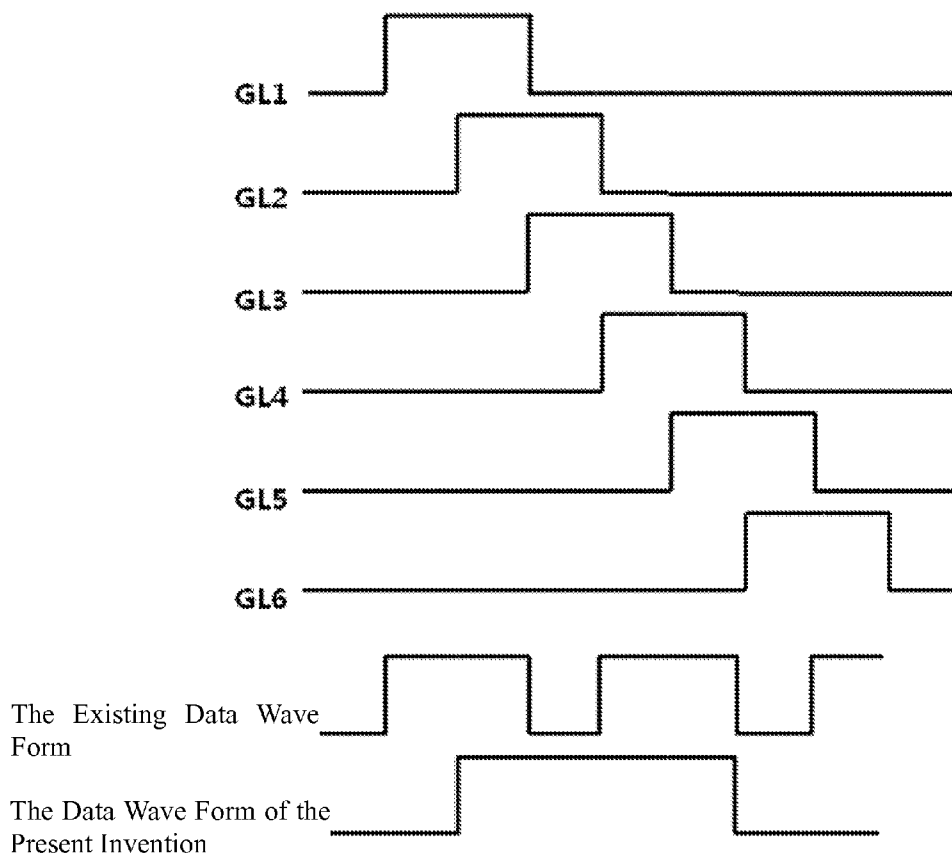 GL1
GL2
GL3
GL4
GL5
GL6
The Existing Data Wave
Form
The Data Wave Form of the
Present Invention